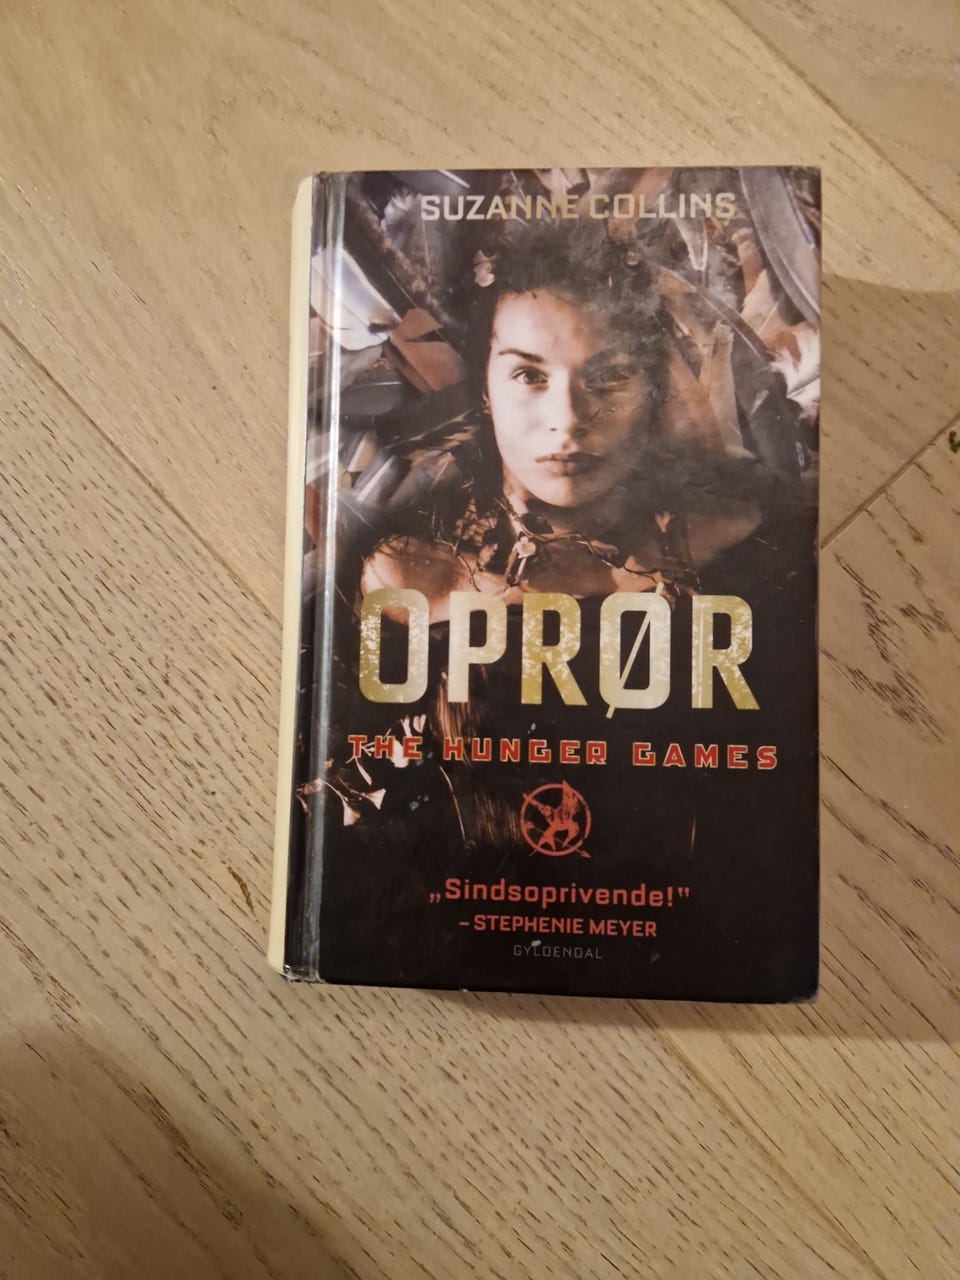 SUZANNE COLLINS
OPRØR
THE HUNGER GAMES
„Sindsoprivende!“
– STEPHENIE MEYER
GYLDENDAL